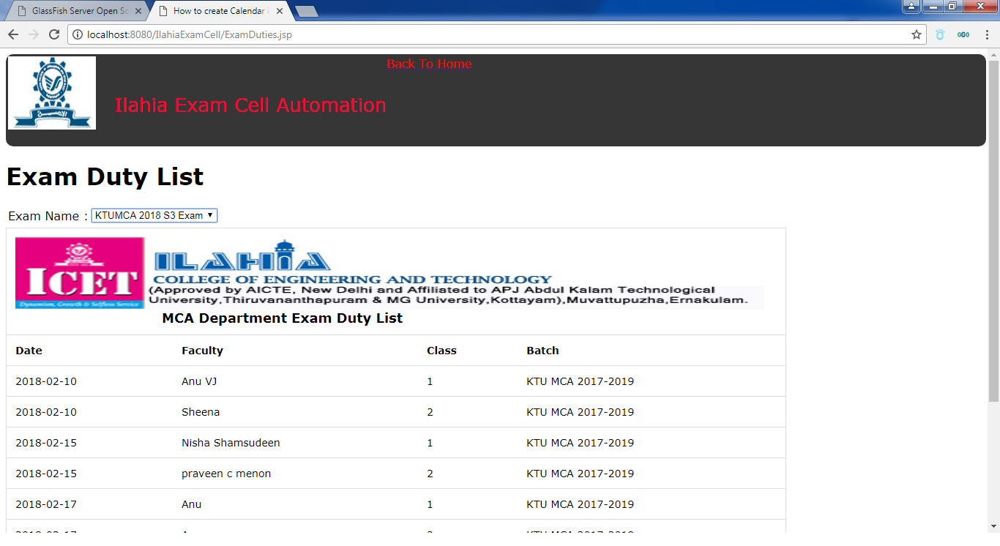 GlassFish Server Open So
How to create Calendar i
localhost:8080/IlahiaExamCell/ExamDuties.jsp
Back To Home
Ilahia Exam Cell Automation
Exam Duty List
Exam Name : KTUMCA 2018 S3 Exam
ICET
Dynamism, Growth & Selfless Service
ILAHIA
COLLEGE OF ENGINEERING AND TECHNOLOGY
(Approved by AICTE, New Delhi and Affiliated to APJ Abdul Kalam Technological
University,Thiruvananthapuram & MG University,Kottayam),Muvattupuzha,Ernakulam.
MCA Department Exam Duty List
Date Faculty Class Batch
2018-02-10 Anu VJ 1 KTU MCA 2017-2019
2018-02-10 Sheena 2 KTU MCA 2017-2019
2018-02-15 Nisha Shamsudeen 1 KTU MCA 2017-2019
2018-02-15 praveen c menon 2 KTU MCA 2017-2019
2018-02-17 Anu 1 KTU MCA 2017-2019